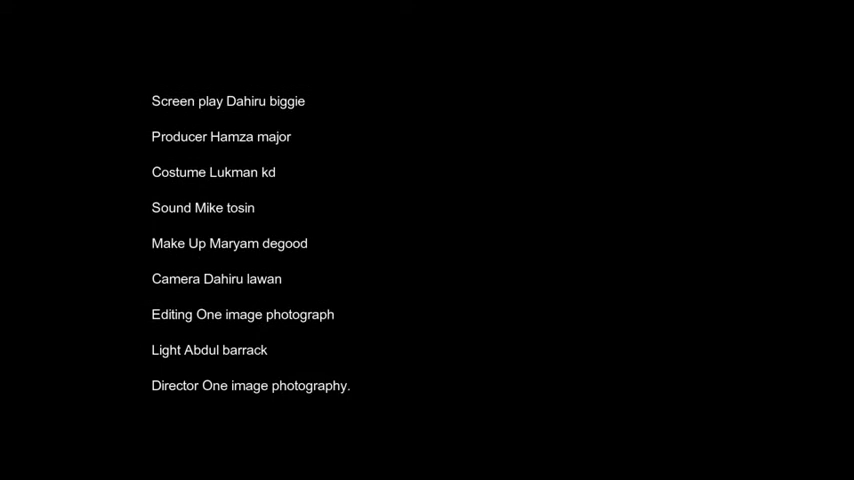 Screen play Dahiru biggie
Producer Hamza major
Costume Lukman kd
Sound Mike tosin
Make Up Maryam degood
Camera Dahiru lawan
Editing One image photograph
Light Abdul barrack
Director One image photography.